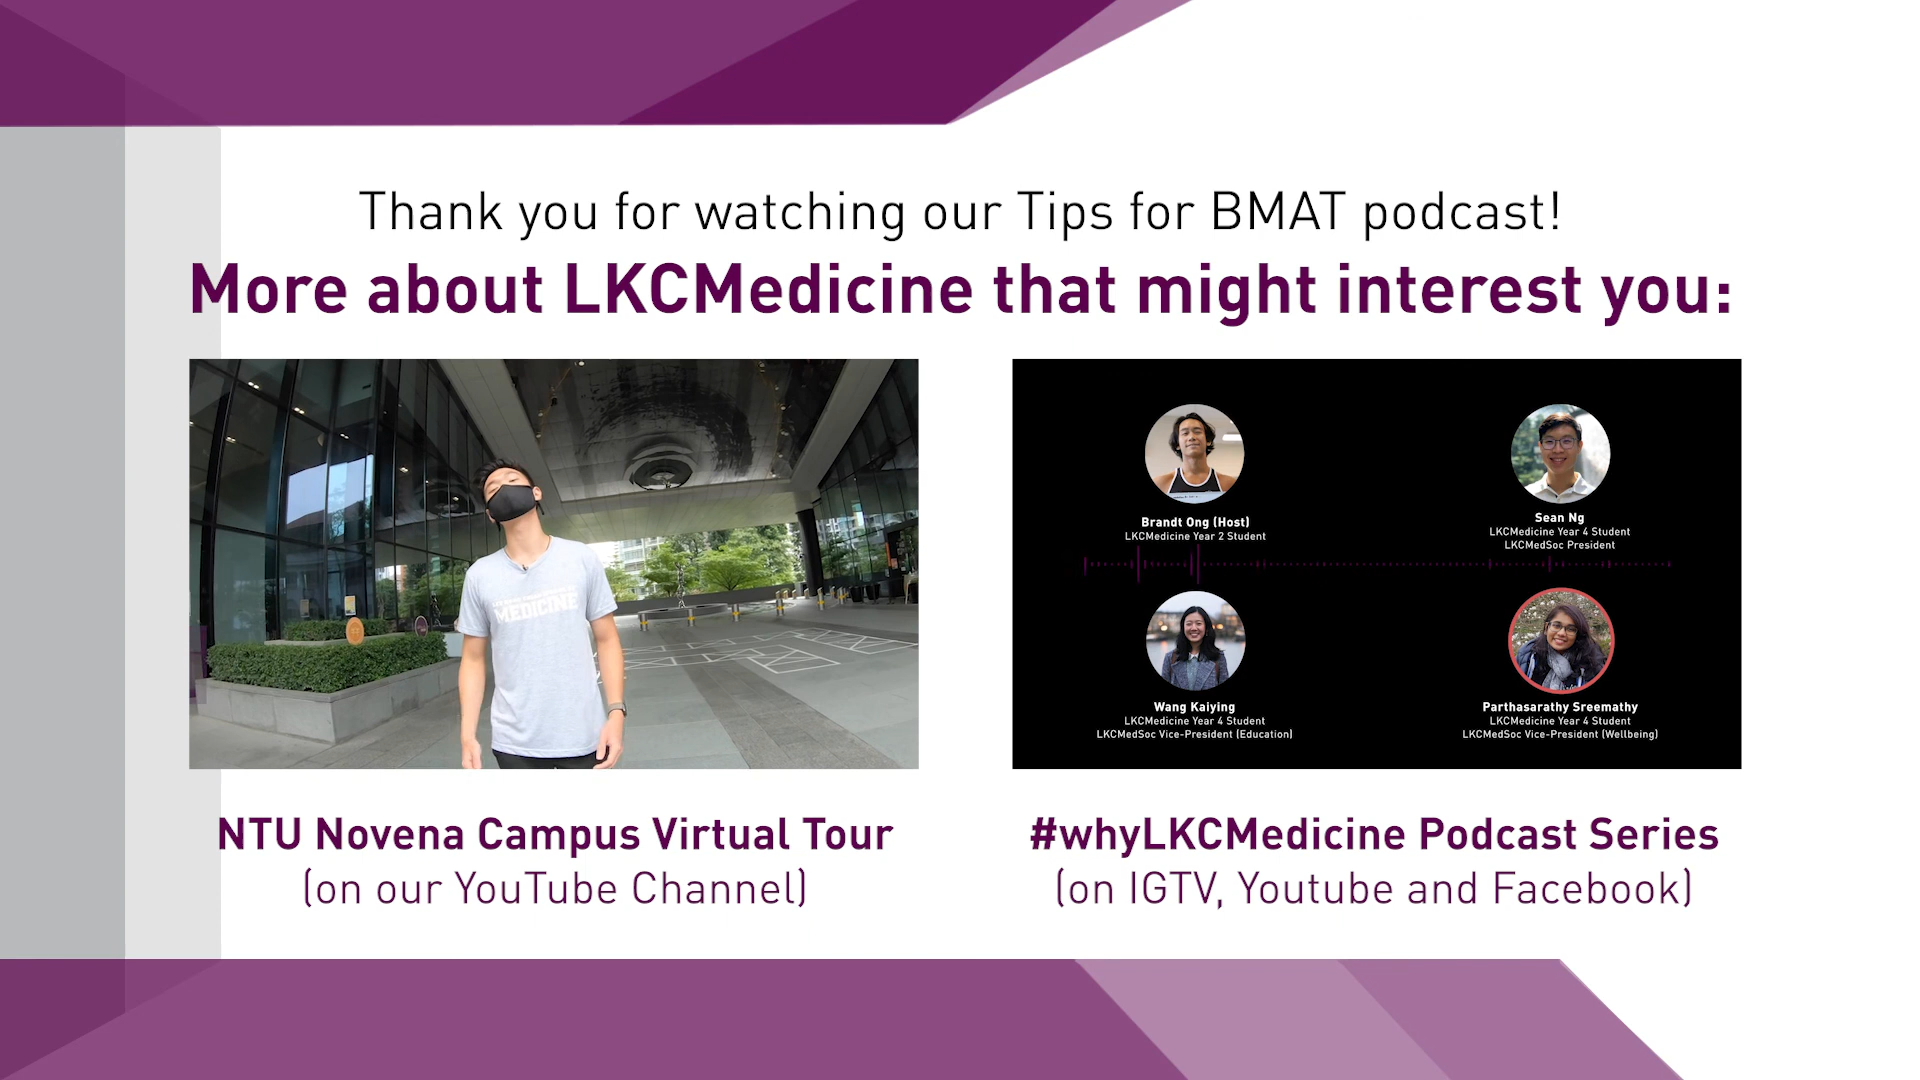 Thank you for watching our Tips for BMAT podcast!
More about LKCMedicine that might interest you:
MEDICINE
Brandt Ong (Host)
LKCMedicine Year 2 Student
Sean Ng
LKCMedicine Year 4 Student
LKCMedSoc President
Wang Kaiying
LKCMedicine Year 4 Student
LKCMedSoc Vice-President (Education)
Parthasarathy Sreemathy
LKCMedicine Year 4 Student
LKCMedSoc Vice-President (Wellbeing)
NTU Novena Campus Virtual Tour
(on our YouTube Channel)
#whyLKCMedicine Podcast Series
(on IGTV, Youtube and Facebook)